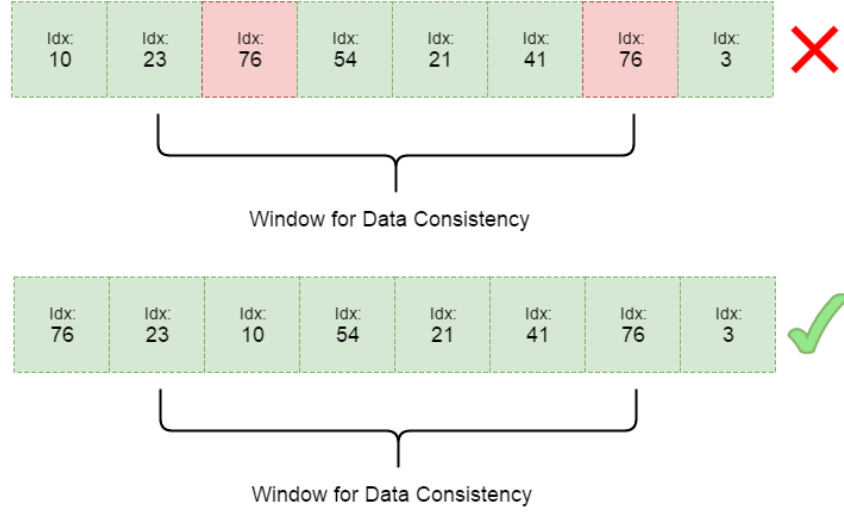 Idx: Idx: Idx: Idx: Idx: Idx: Idx: Idx:
10 23 76 54 21 41 76 3
Window for Data Consistency
Idx: Idx: Idx: Idx: Idx: Idx: Idx: Idx:
76 23 10 54 21 41 76 3
Window for Data Consistency